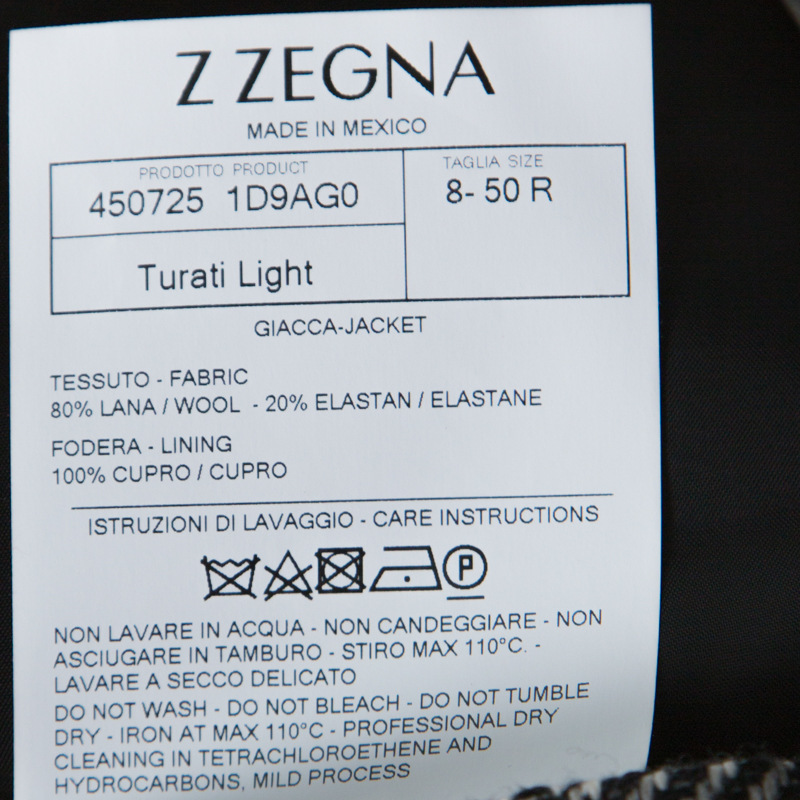 Z ZEGNA
MADE IN MEXICO
PRODOTTO PRODUCT
450725 1D9AG0
TAGLIA SIZE
8- 50 R
Turati Light
GIACCA-JACKET
TESSUTO - FABRIC
80% LANA / WOOL - 20% ELASTAN / ELASTANE
FODERA - LINING
100% CUPRO / CUPRO
ISTRUZIONI DI LAVAGGIO - CARE INSTRUCTIONS
P
NON LAVARE IN ACQUA - NON CANDEGGIARE - NON
ASCIUGARE IN TAMBURO - STIRO MAX 110°C. -
LAVARE A SECCO DELICATO
DO NOT WASH - DO NOT BLEACH - DO NOT TUMBLE
DRY - IRON AT MAX 110°C - PROFESSIONAL DRY
CLEANING IN TETRACHLOROETHENE AND
HYDROCARBONS, MILD PROCESS